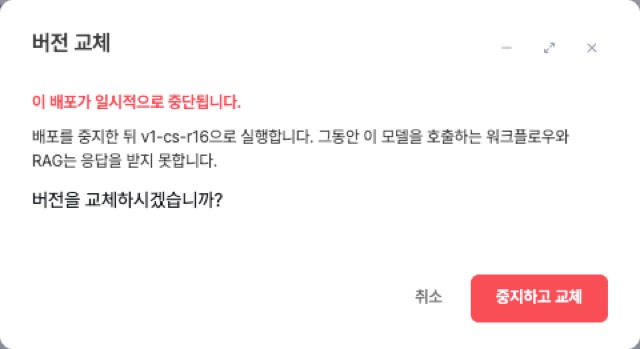 버전 교체
이 배포가 일시적으로 중단됩니다.
배포를 중지한 뒤 v1-cs-r16으로 실행합니다. 그동안 이 모델을 호출하는 워크플로우와
RAG는 응답을 받지 못합니다.
버전을 교체하시겠습니까?
취소
중지하고 교체